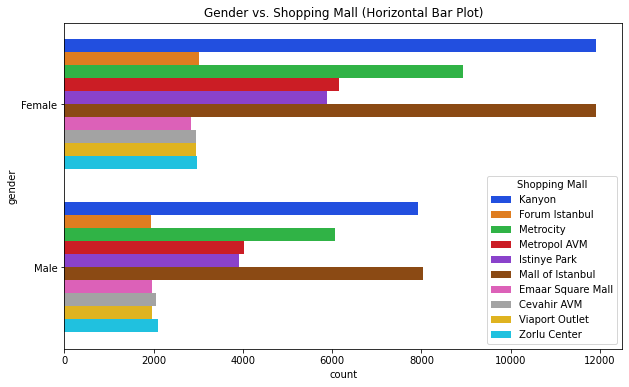 Gender vs. Shopping Mall (Horizontal Bar Plot)
gender
Female
Male
Shopping Mall
Kanyon
Forum Istanbul
Metrocity
Metropol AVM
Istinye Park
Mall of Istanbul
Emaar Square Mall
Cevahir AVM
Viaport Outlet
Zorlu Center
0 2000 4000 6000 8000 10000 12000
count